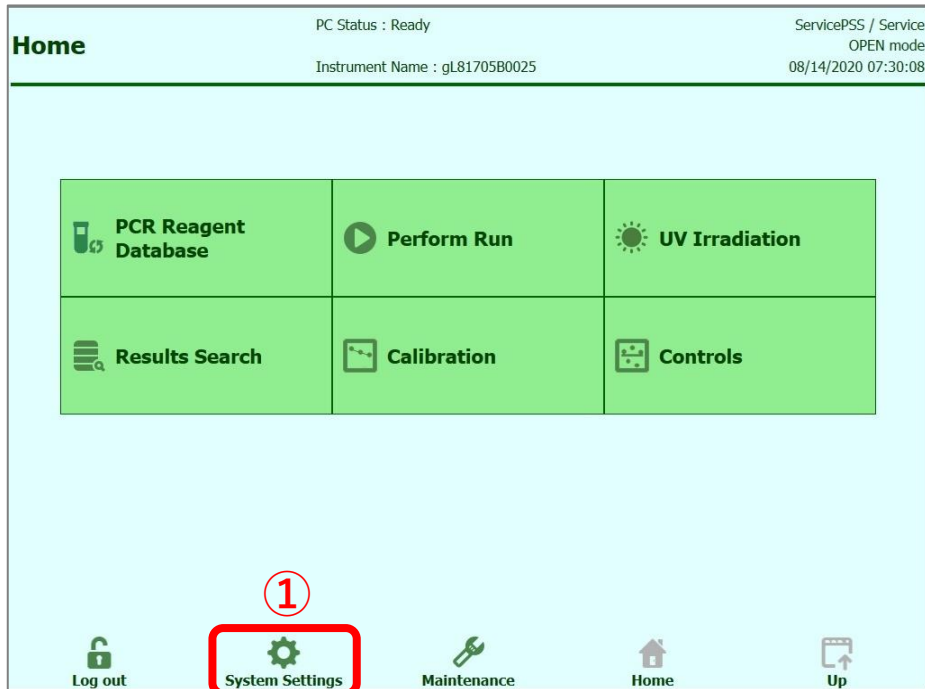 Home
PC Status : Ready
Instrument Name : gL81705B0025
ServicePSS / Service
OPEN mode
08/14/2020 07:30:08
PCR Reagent
Database
Perform Run
UV Irradiation
Results Search
Calibration
Controls
①
Log out
System Settings
Maintenance
Home
Up